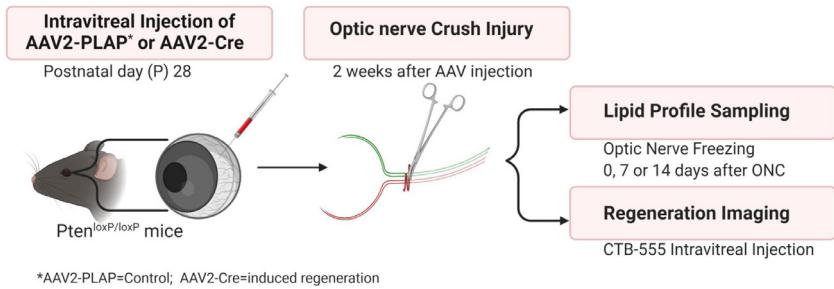 Intravitreal Injection of
AAV2-PLAP* or AAV2-Cre
Postnatal day (P) 28
Optic nerve Crush Injury
2 weeks after AAV injection
Lipid Profile Sampling
Optic Nerve Freezing
0, 7 or 14 days after ONC
Regeneration Imaging
CTB-555 Intravitreal Injection
Pten^loxP/loxP mice
*AAV2-PLAP=Control;  AAV2-Cre=induced regeneration